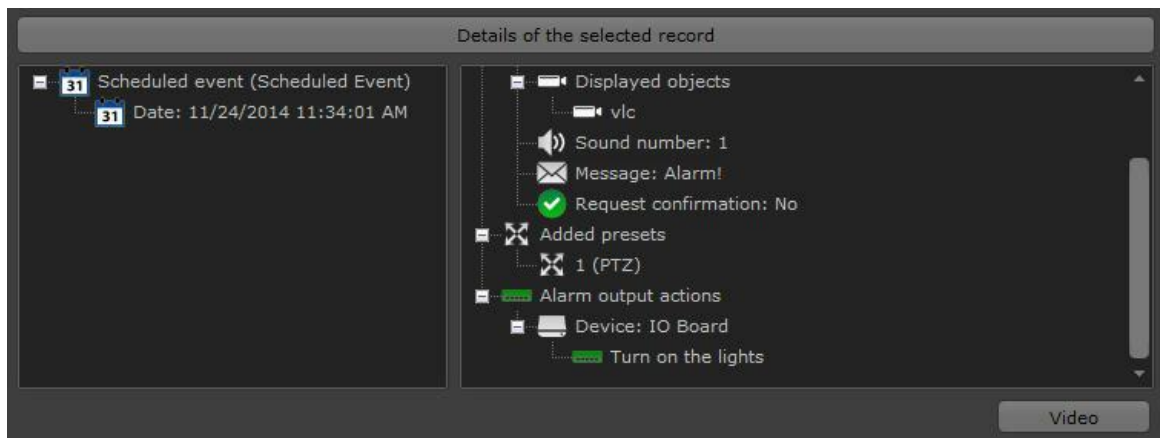 Details of the selected record
31 Scheduled event (Scheduled Event)
31 Date: 11/24/2014 11:34:01 AM
Displayed objects
vlc
Sound number: 1
Message: Alarm!
Request confirmation: No
Added presets
1 (PTZ)
Alarm output actions
Device: IO Board
Turn on the lights
Video